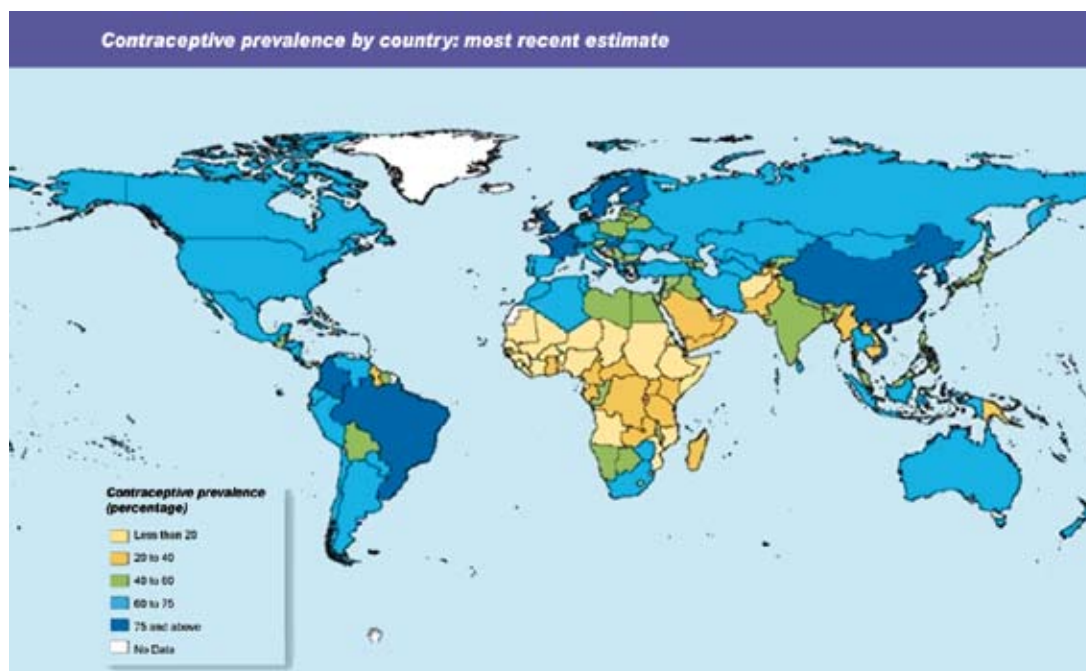 Contraceptive prevalence by country: most recent estimate
Contraceptive prevalence
(percentage)
Less than 20
20 to 40
40 to 60
60 to 75
75 and above
No Data